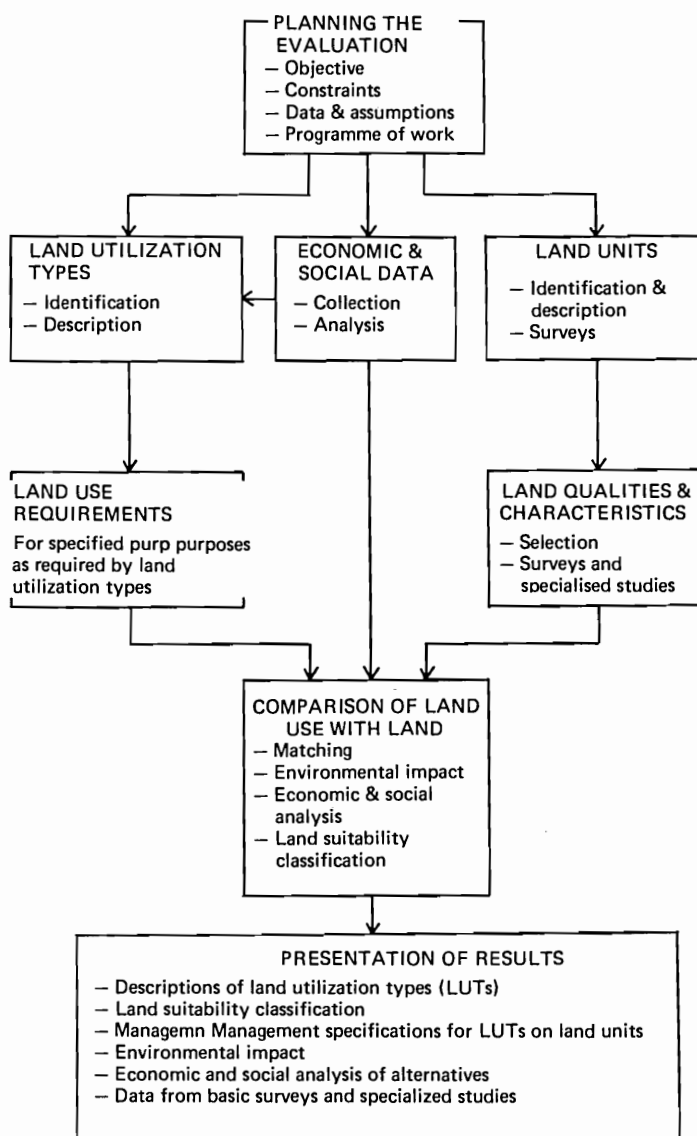 PLANNING THE
EVALUATION
— Objective
— Constraints
— Data & assumptions
— Programme of work
LAND UTILIZATION
TYPES
— Identification
— Description
ECONOMIC &
SOCIAL DATA
— Collection
— Analysis
LAND UNITS
— Identification &
description
— Surveys
LAND USE
REQUIREMENTS
For specified purp purposes
as required by land
utilization types
LAND QUALITIES &
CHARACTERISTICS
— Selection
— Surveys and
specialised studies
COMPARISON OF LAND
USE WITH LAND
— Matching
— Environmental impact
— Economic & social
analysis
— Land suitability
classification
PRESENTATION OF RESULTS
— Descriptions of land utilization types (LUTs)
— Land suitability classification
— Managemn Management specifications for LUTs on land units
— Environmental impact
— Economic and social analysis of alternatives
— Data from basic surveys and specialized studies